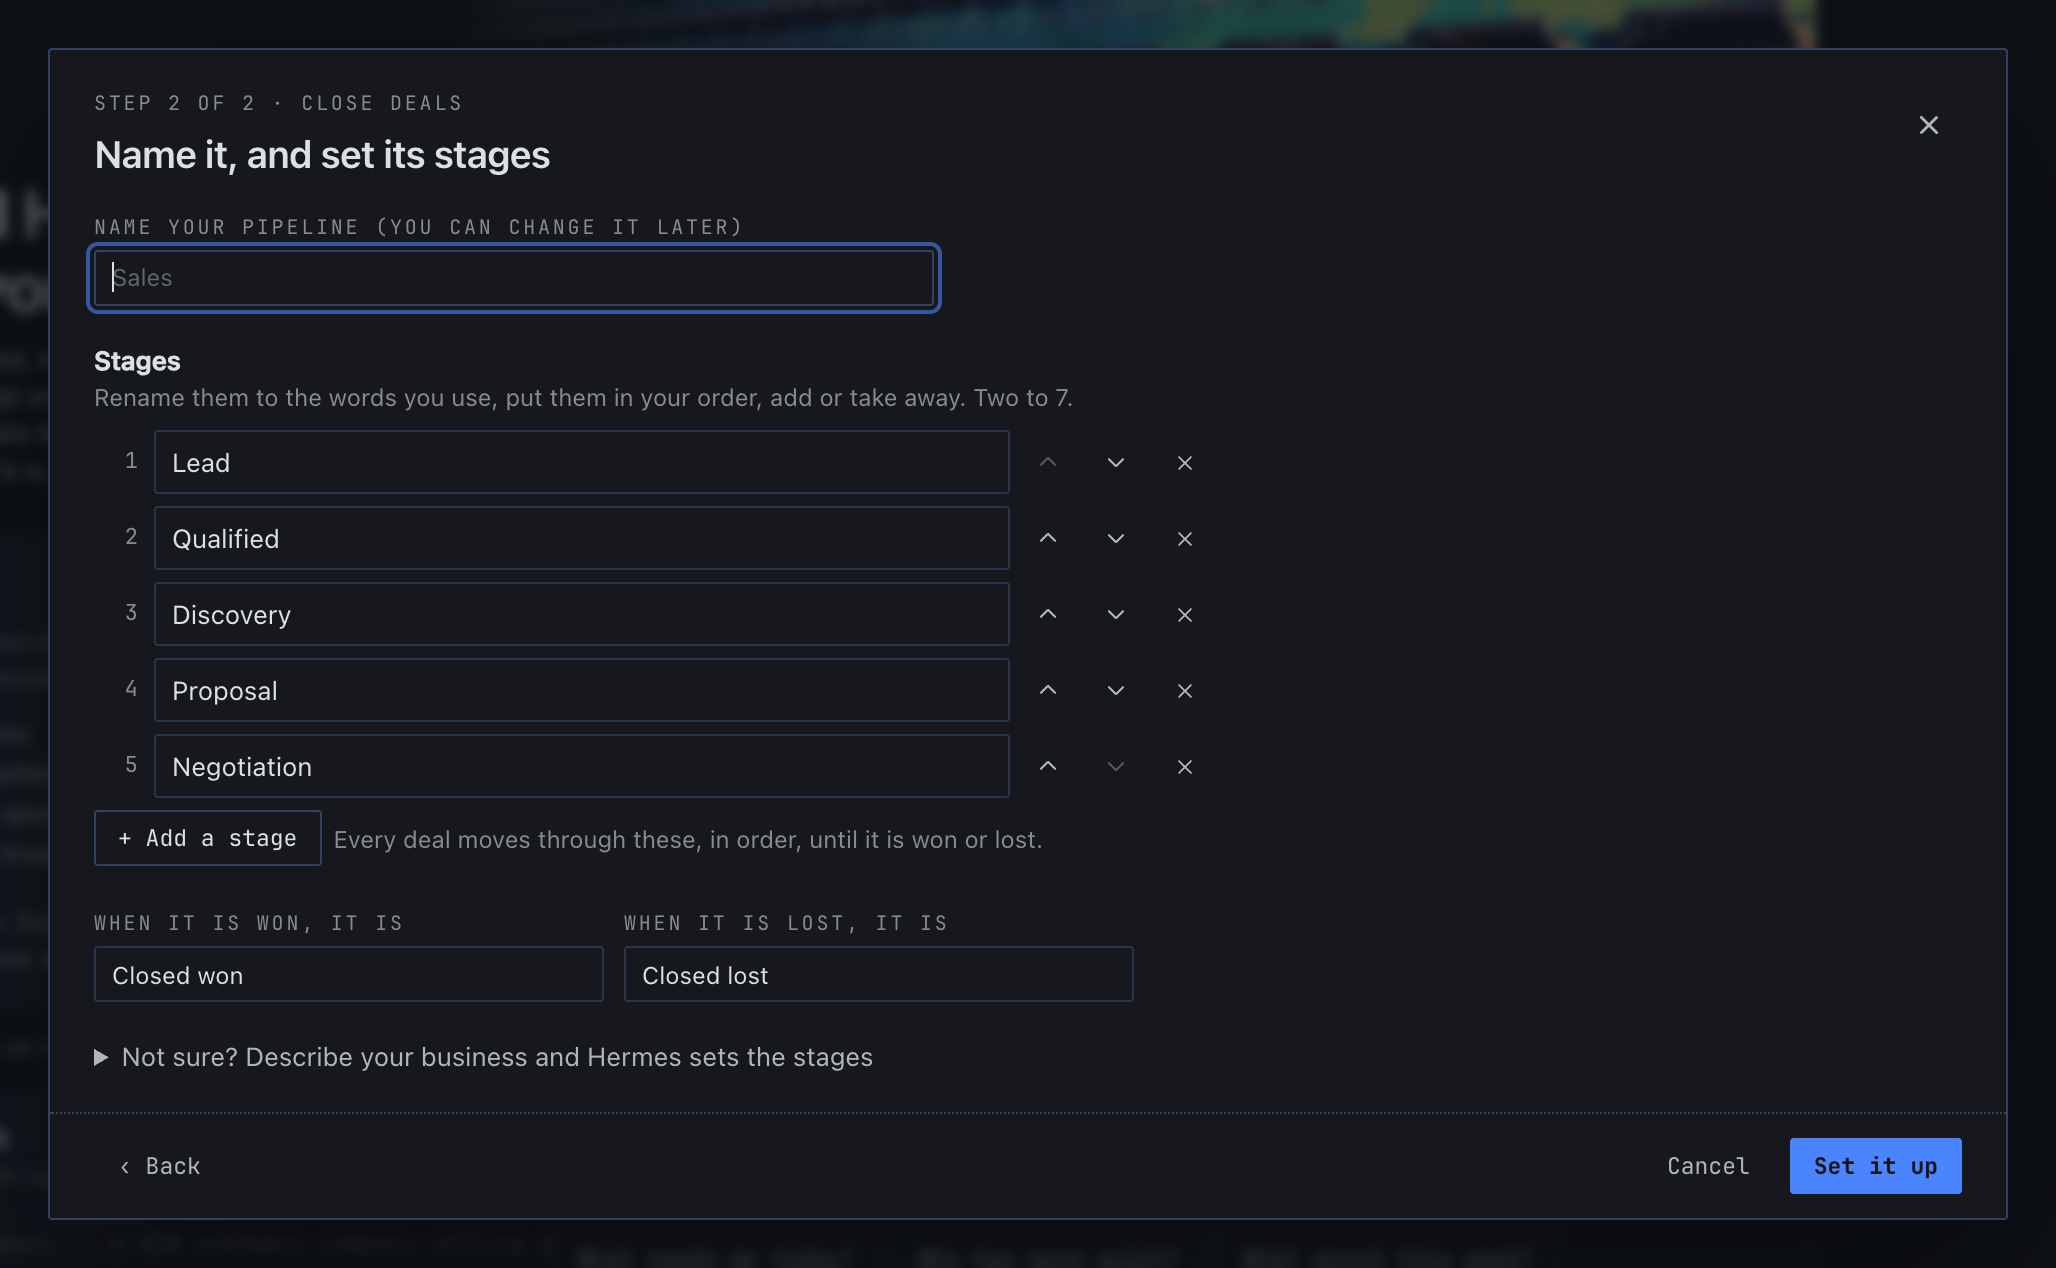 STEP 2 OF 2 · CLOSE DEALS
Name it, and set its stages
NAME YOUR PIPELINE (YOU CAN CHANGE IT LATER)
Sales
Stages
Rename them to the words you use, put them in your order, add or take away. Two to 7.
1 Lead
2 Qualified
3 Discovery
4 Proposal
5 Negotiation
+ Add a stage Every deal moves through these, in order, until it is won or lost.
WHEN IT IS WON, IT IS WHEN IT IS LOST, IT IS
Closed won Closed lost
▶ Not sure? Describe your business and Hermes sets the stages
‹ Back Cancel Set it up